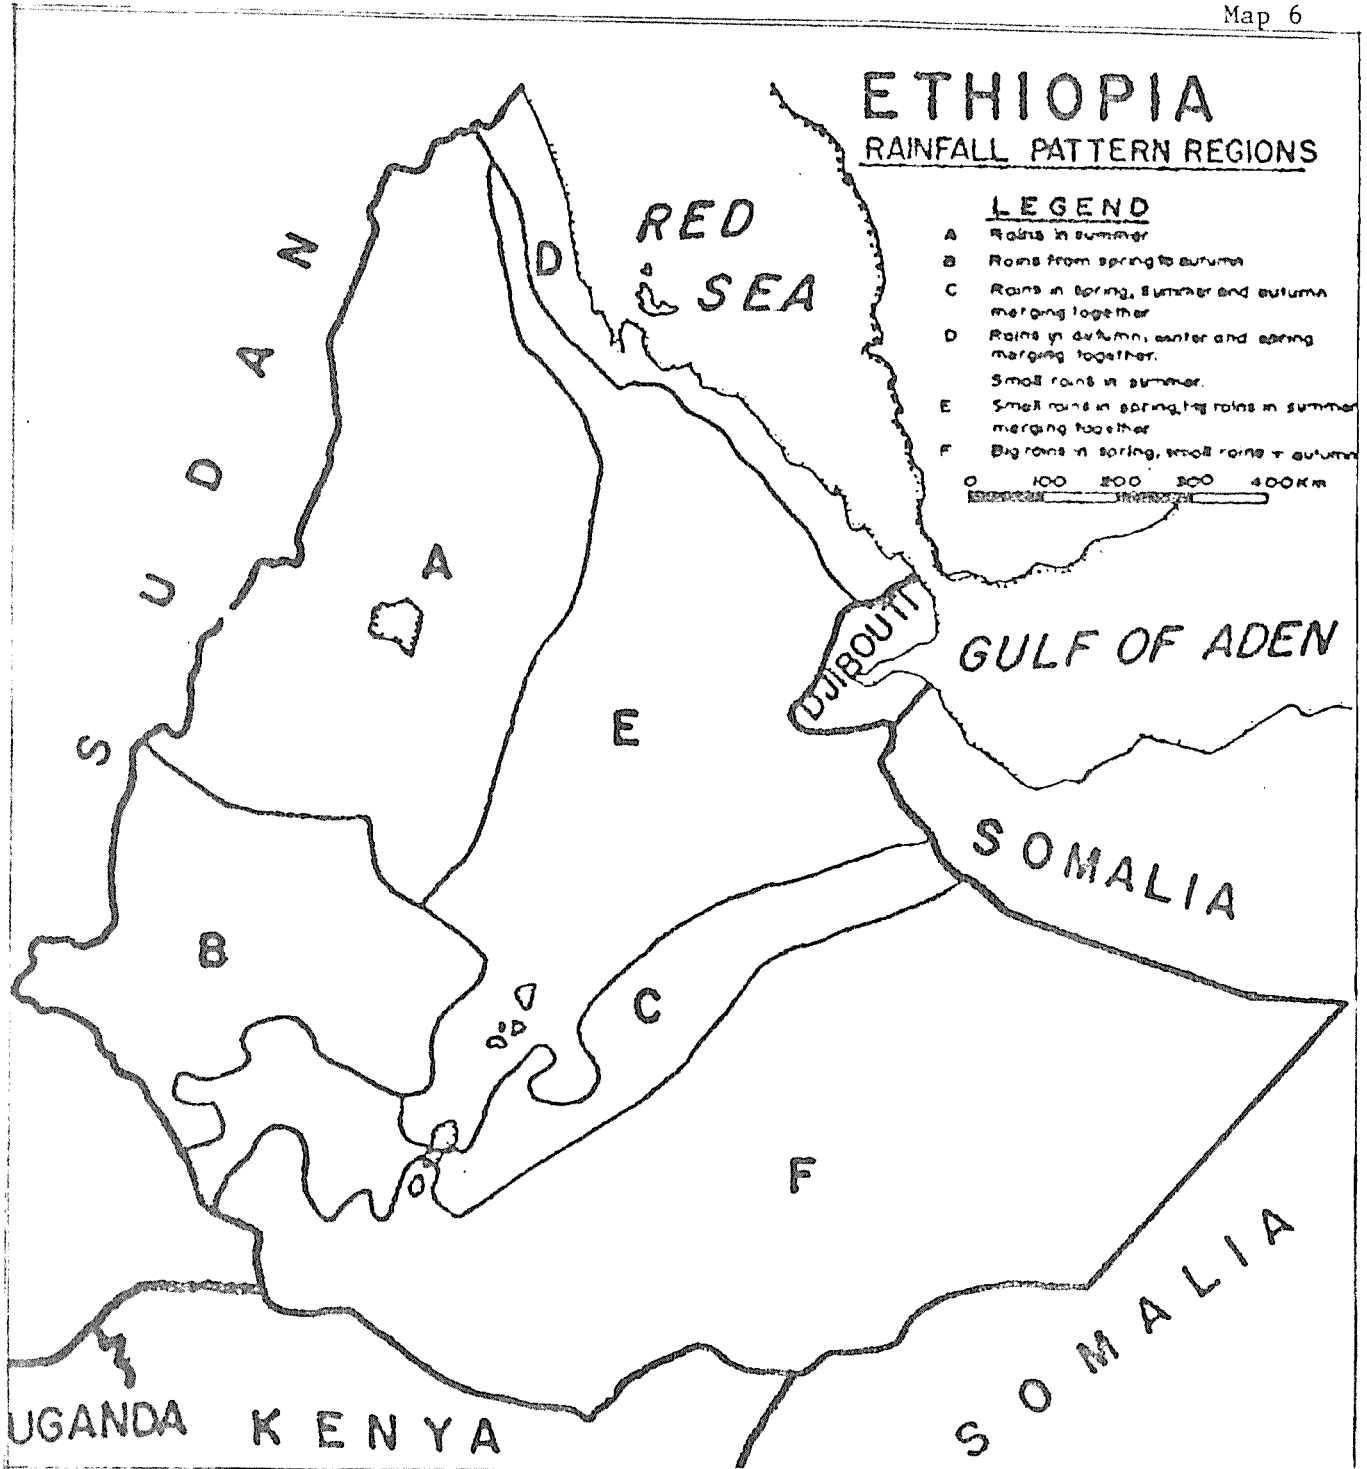 Map 6
ETHIOPIA
RAINFALL PATTERN REGIONS
LEGEND
A Rains in summer
B Rains from spring to autumn
C Rains in spring, summer and autumn
merging together
D Rains in autumn, winter and spring
merging together.
Small rains in summer.
E Small rains in spring, big rains in summer
merging together
F Big rains in spring, small rains autumn
0 100 200 300 400 Km
RED
SEA
SUDAN
D
A
E
DJIBOUTI
GULF OF ADEN
SOMALIA
B
C
F
SOMALIA
UGANDA
KENYA